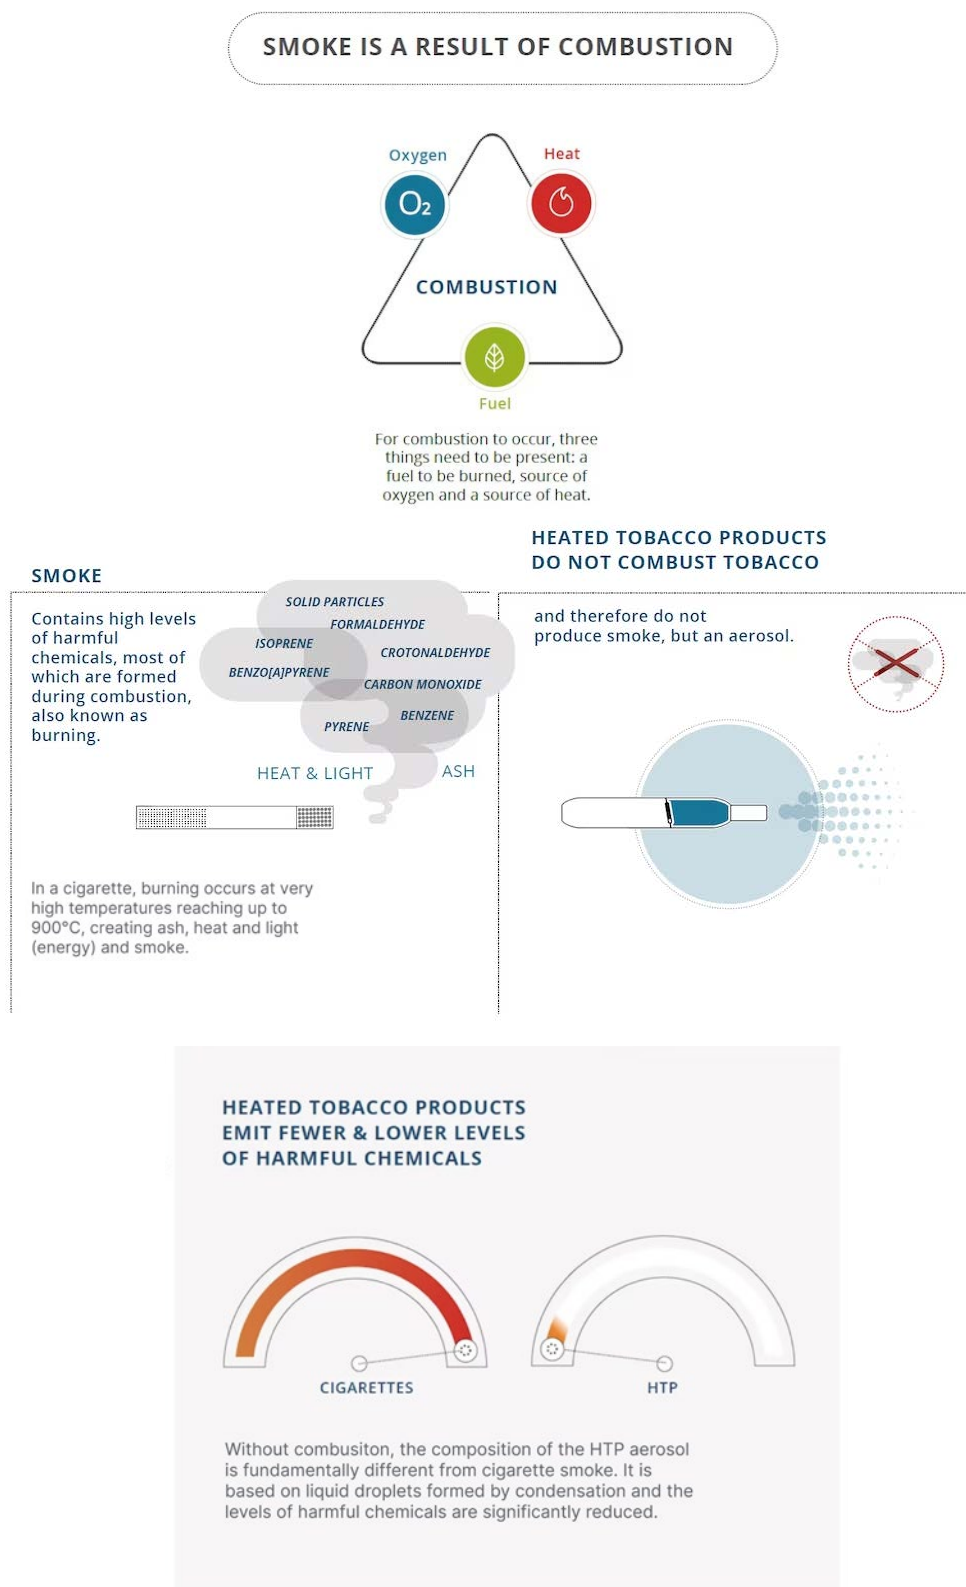 SMOKE IS A RESULT OF COMBUSTION
Oxygen
Heat
O2
COMBUSTION
Fuel
For combustion to occur, three
things need to be present: a
fuel to be burned, source of
oxygen and a source of heat.
SMOKE
Contains high levels
of harmful
chemicals, most of
which are formed
during combustion,
also known as
burning.
SOLID PARTICLES
FORMALDEHYDE
ISOPRENE
CROTONALDEHYDE
BENZO[A]PYRENE
CARBON MONOXIDE
BENZENE
PYRENE
HEAT & LIGHT
ASH
In a cigarette, burning occurs at very
high temperatures reaching up to
900°C, creating ash, heat and light
(energy) and smoke.
HEATED TOBACCO PRODUCTS
DO NOT COMBUST TOBACCO
and therefore do not
produce smoke, but an aerosol.
HEATED TOBACCO PRODUCTS
EMIT FEWER & LOWER LEVELS
OF HARMFUL CHEMICALS
CIGARETTES
HTP
Without combusiton, the composition of the HTP aerosol
is fundamentally different from cigarette smoke. It is
based on liquid droplets formed by condensation and the
levels of harmful chemicals are significantly reduced.